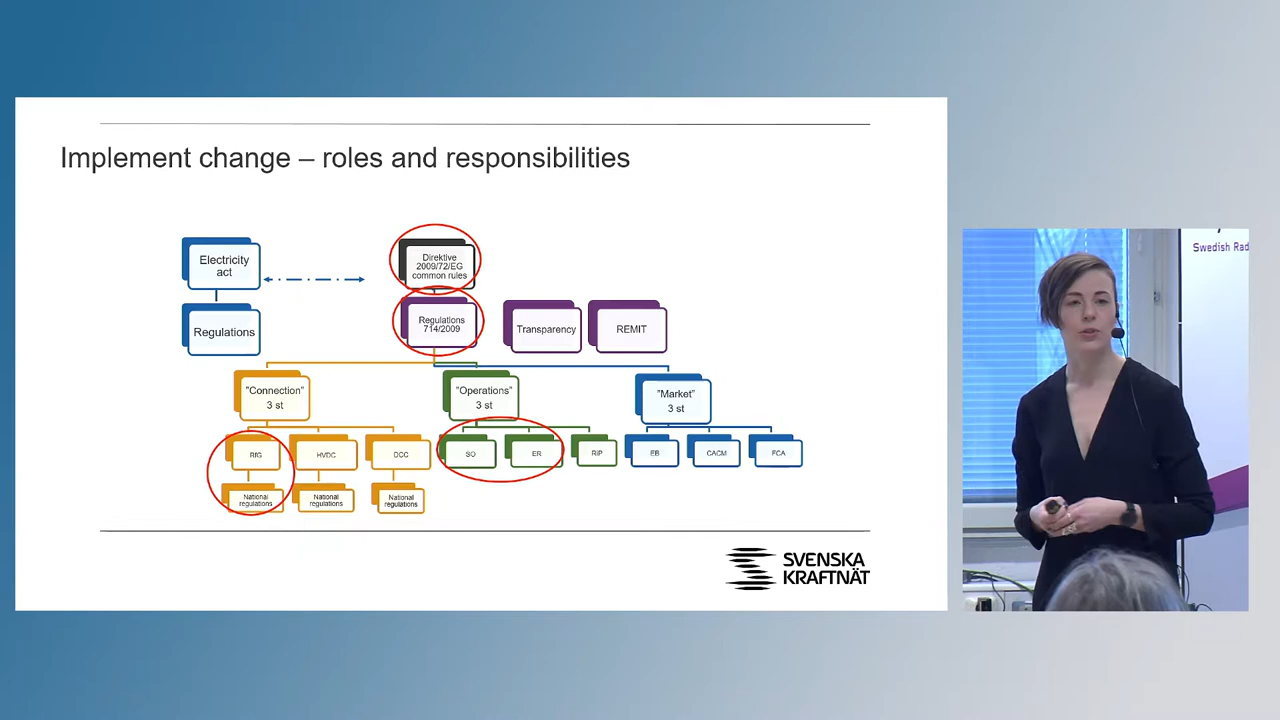 Implement change – roles and responsibilities
Electricity
act
Regulations
Direktive
2009/72/EG
common rules
Regulations
714/2009
Transparency
REMIT
"Connection"
3 st
"Operations"
3 st
"Market"
3 st
RfG
HVDC
DCC
SO
ER
RfP
EB
CACM
FCA
National
regulations
National
regulations
National
regulations
SVENSKA
KRAFTNÄT
Swedish Rad